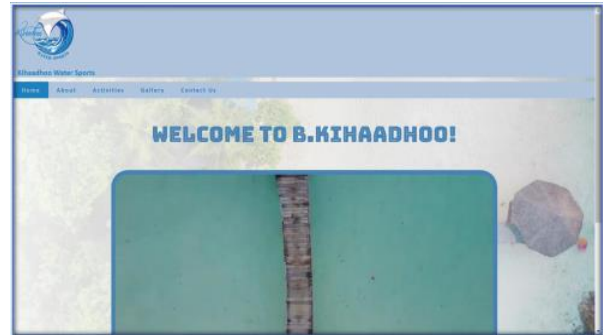 Kihaadhoo Water Sports
Home About Activities Gallery Contact Us
WELCOME TO B.KIHAADHOO!